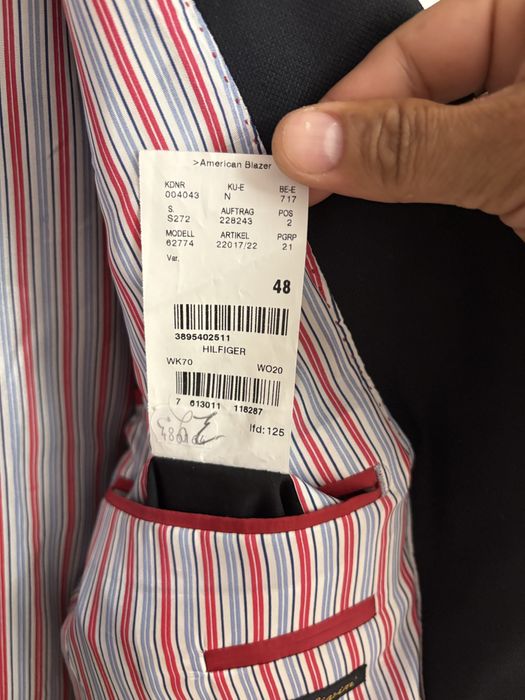 >American Blazer
KDNR KU-E BE-E
004043 N 717
S. AUFTRAG POS
S272 228243 2
MODELL ARTIKEL PGRP
62774 22017/22 21
Var.
48
3895402511
HILFIGER
WK70 WO20
7 613011 118287
lfd:125